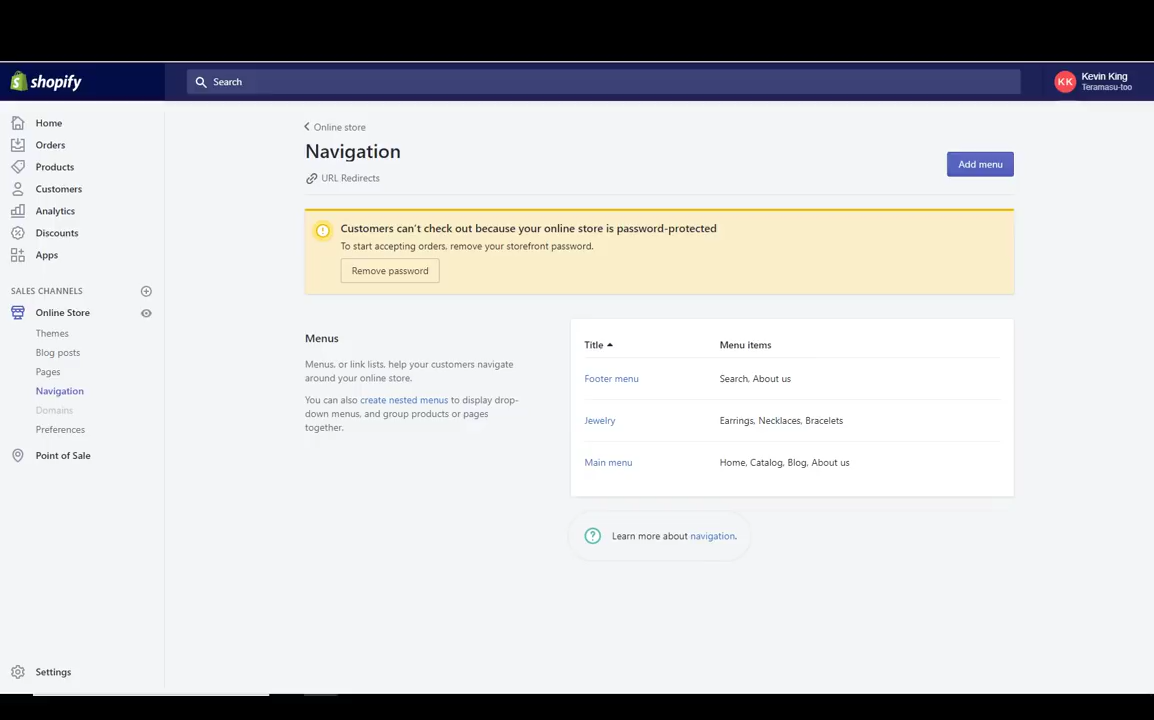 shopify
Search
KK
Kevin King
Teramasu-too
Home
Orders
Products
Customers
Analytics
Discounts
Apps
SALES CHANNELS
Online Store
Themes
Blog posts
Pages
Navigation
Domains
Preferences
Point of Sale
Settings
Online store
Navigation
Add menu
URL Redirects
Customers can't check out because your online store is password-protected
To start accepting orders, remove your storefront password.
Remove password
Menus
Menus, or link lists, help your customers navigate
around your online store.
You can also create nested menus to display drop-
down menus, and group products or pages
together.
Title Menu items
Footer menu Search, About us
Jewelry Earrings, Necklaces, Bracelets
Main menu Home, Catalog, Blog, About us
Learn more about navigation.